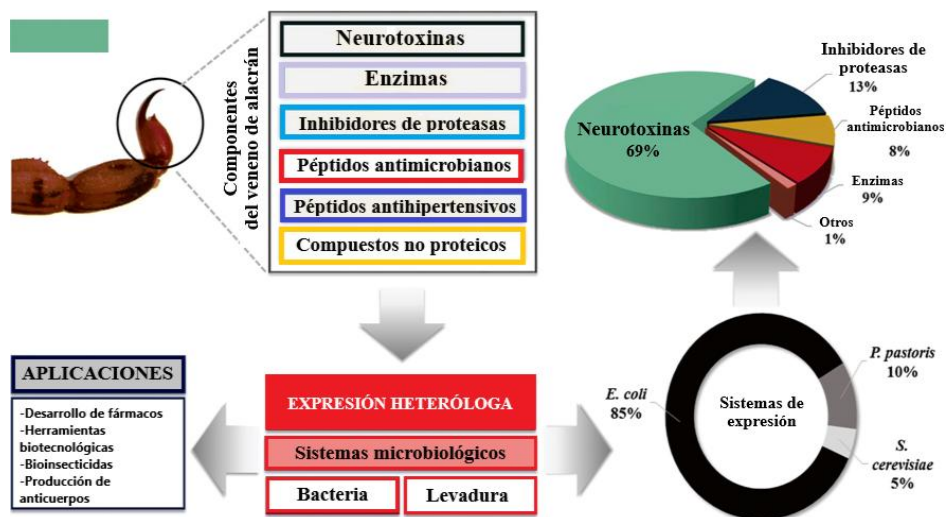 Componentes
del veneno de alacrán
Neurotoxinas
Enzimas
Inhibidores de proteasas
Péptidos antimicrobianos
Péptidos antihipertensivos
Compuestos no proteicos
Inhibidores de
proteasas
13%
Péptidos
antimicrobianos
8%
Neurotoxinas
69%
Enzimas
9%
Otros
1%
APLICACIONES
-Desarrollo de fármacos
-Herramientas
biotecnológicas
-Bioinsecticidas
-Producción de
anticuerpos
EXPRESIÓN HETERÓLOGA
Sistemas microbiológicos
Bacteria
Levadura
E. coli
85%
Sistemas de
expresión
P. pastoris
10%
S.
cerevisiae
5%